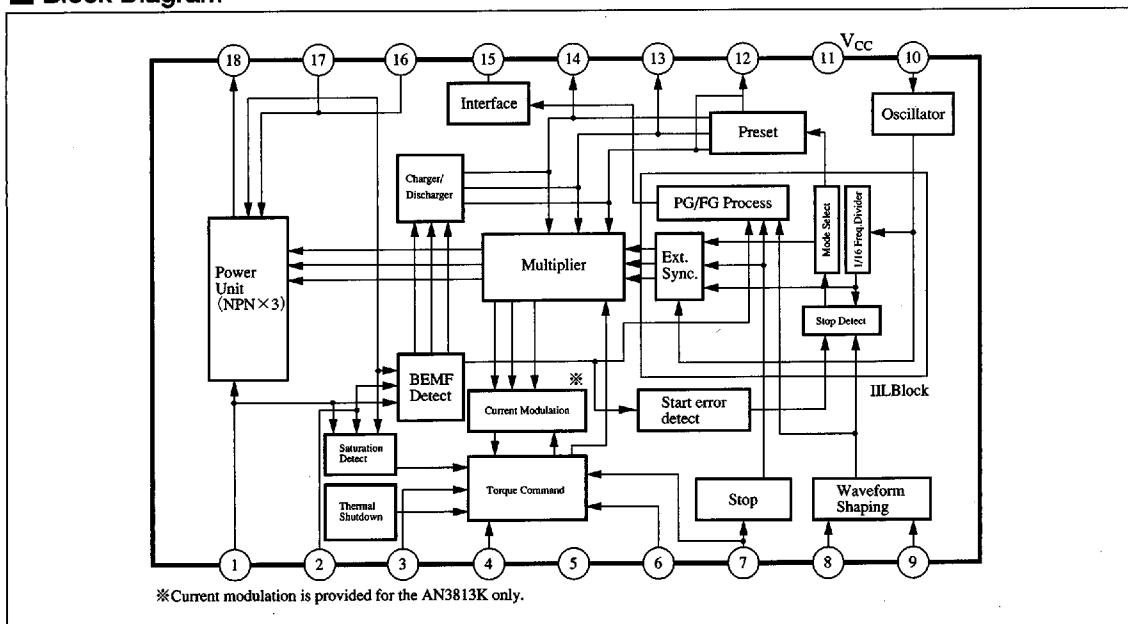 ■ Block Diagram
V_CC
18 17 16 15 14 13 12 11 10
Interface
Oscillator
Preset
Charger/
Discharger
PG/FG Process
Mode Select
1/16 Freq.Divider
Power
Unit
(NPN×3)
Multiplier
Ext.
Sync.
Stop Detect
BEMF
Detect
※
IILBlock
Current Modulation
Start error
detect
Saturation
Detect
Torque Command
Stop
Waveform
Shaping
Thermal
Shutdown
1 2 3 4 5 6 7 8 9
※Current modulation is provided for the AN3813K only.